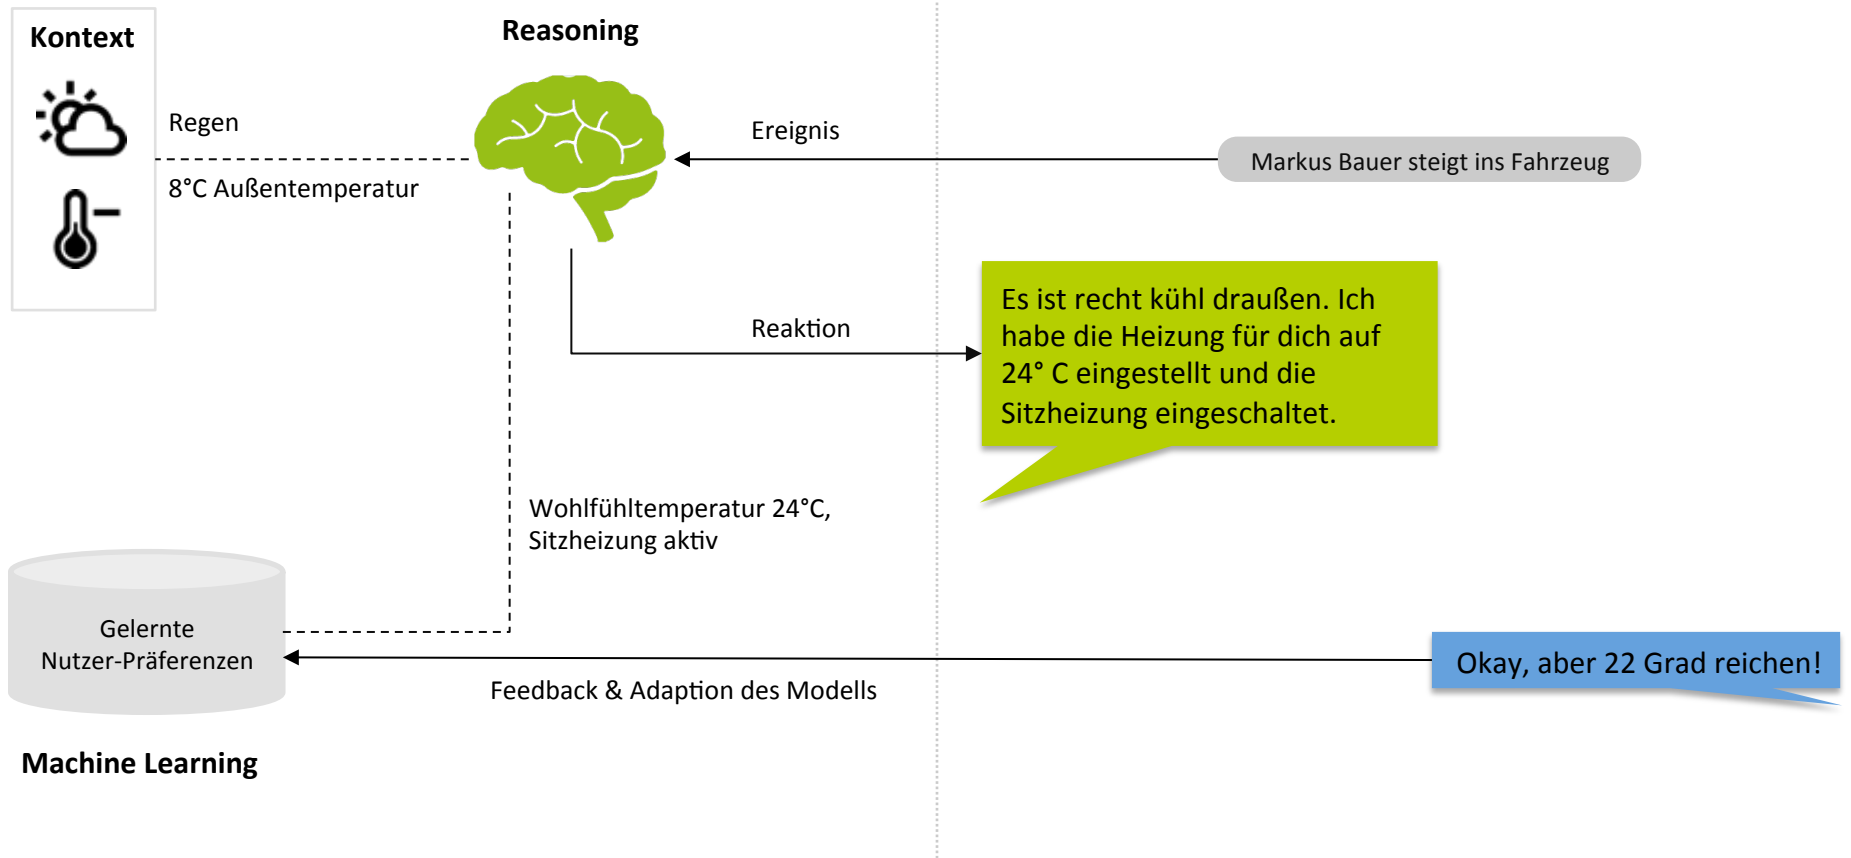 Kontext
Reasoning
Regen
8°C Außentemperatur
Ereignis
Markus Bauer steigt ins Fahrzeug
Reaktion
Es ist recht kühl draußen. Ich
habe die Heizung für dich auf
24° C eingestellt und die
Sitzheizung eingeschaltet.
Wohlfühltemperatur 24°C,
Sitzheizung aktiv
Gelernte
Nutzer-Präferenzen
Okay, aber 22 Grad reichen!
Feedback & Adaption des Modells
Machine Learning